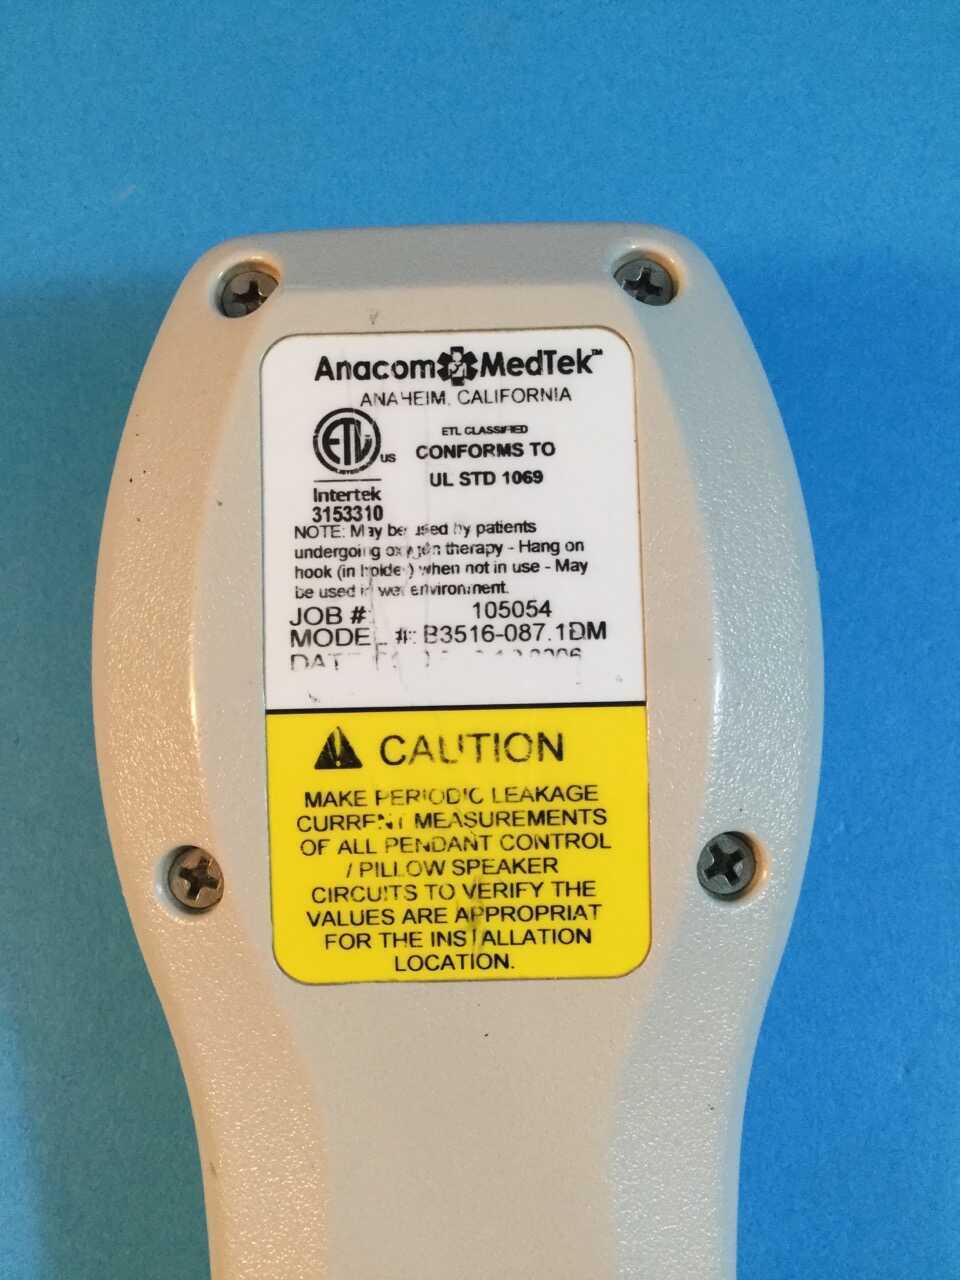 Anacom MedTek™
ANAHEIM, CALIFORNIA
ETL CLASSIFIED
ETL LISTED US
CONFORMS TO
UL STD 1069
Intertek
3153310
NOTE: May be used by patients
undergoing oxygen therapy - Hang on
hook (in holder) when not in use - May
be used in wet environment.
JOB #: 105054
MODEL #: B3516-087.1DM
CAUTION
MAKE PERIODIC LEAKAGE
CURRENT MEASUREMENTS
OF ALL PENDANT CONTROL
/ PILLOW SPEAKER
CIRCUITS TO VERIFY THE
VALUES ARE APPROPRIAT
FOR THE INSTALLATION
LOCATION.